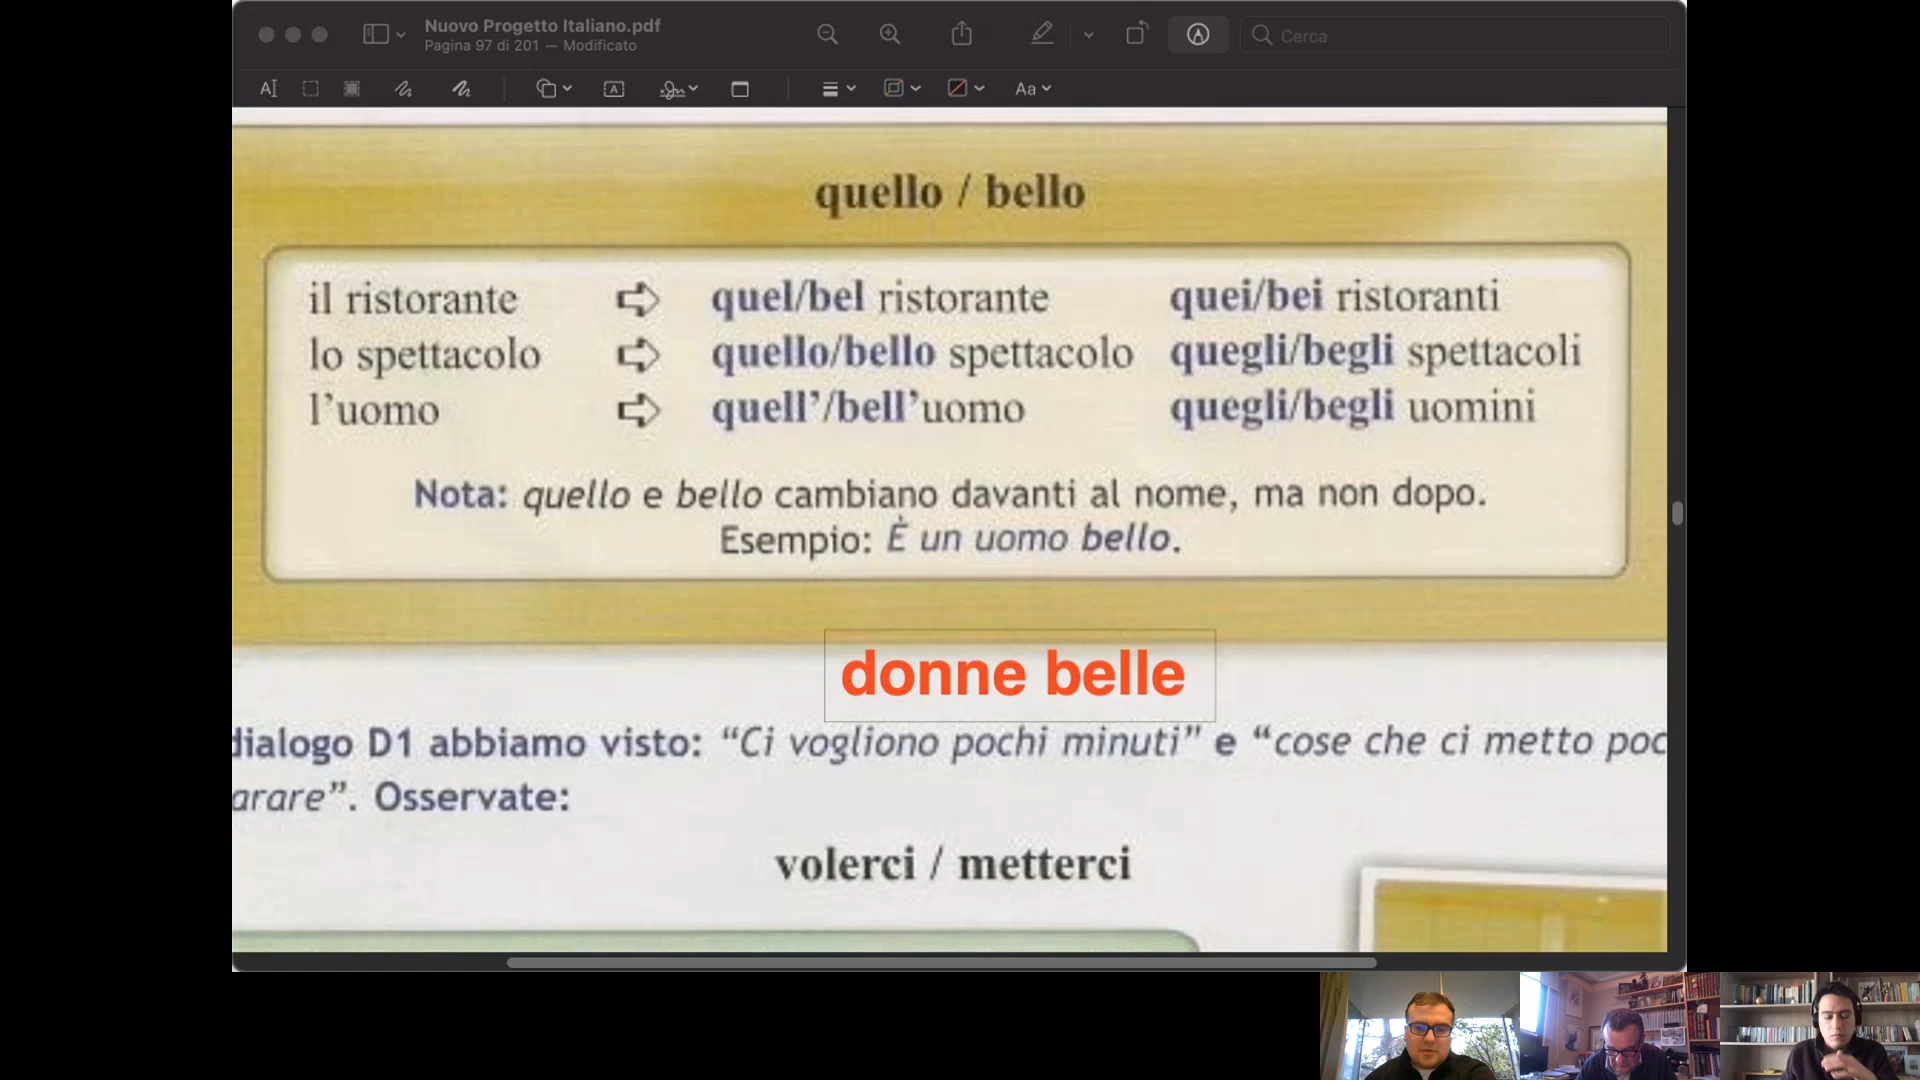 Nuovo Progetto Italiano.pdf
Pagina 97 di 201 — Modificato
Cerca
Aa
quello / bello
il ristorante quel/bel ristorante quei/bei ristoranti
lo spettacolo quello/bello spettacolo quegli/begli spettacoli
l'uomo quell'/bell'uomo quegli/begli uomini
Nota: quello e bello cambiano davanti al nome, ma non dopo.
Esempio: È un uomo bello.
donne belle
dialogo D1 abbiamo visto: “Ci vogliono pochi minuti” e “cose che ci metto poc
arare”. Osservate:
volerci / metterci